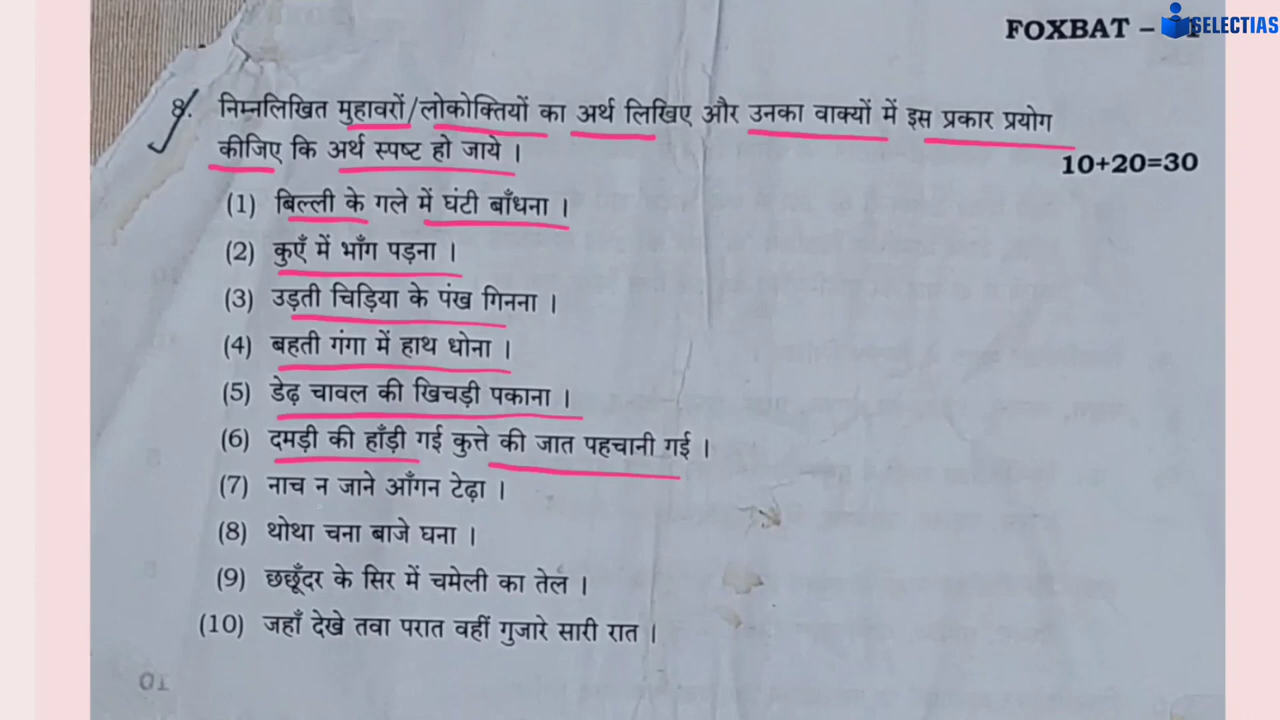 FOXBAT –
SELECTIAS
8. निम्नलिखित मुहावरों/लोकोक्तियों का अर्थ लिखिए और उनका वाक्यों में इस प्रकार प्रयोग
कीजिए कि अर्थ स्पष्ट हो जाये ।
10+20=30
(1) बिल्ली के गले में घंटी बाँधना ।
(2) कुएँ में भाँग पड़ना ।
(3) उड़ती चिड़िया के पंख गिनना ।
(4) बहती गंगा में हाथ धोना ।
(5) डेढ़ चावल की खिचड़ी पकाना ।
(6) दमड़ी की हाँड़ी गई कुत्ते की जात पहचानी गई ।
(7) नाच न जाने आँगन टेढ़ा ।
(8) थोथा चना बाजे घना ।
(9) छछूँदर के सिर में चमेली का तेल ।
(10) जहाँ देखे तवा परात वहीं गुजारे सारी रात ।